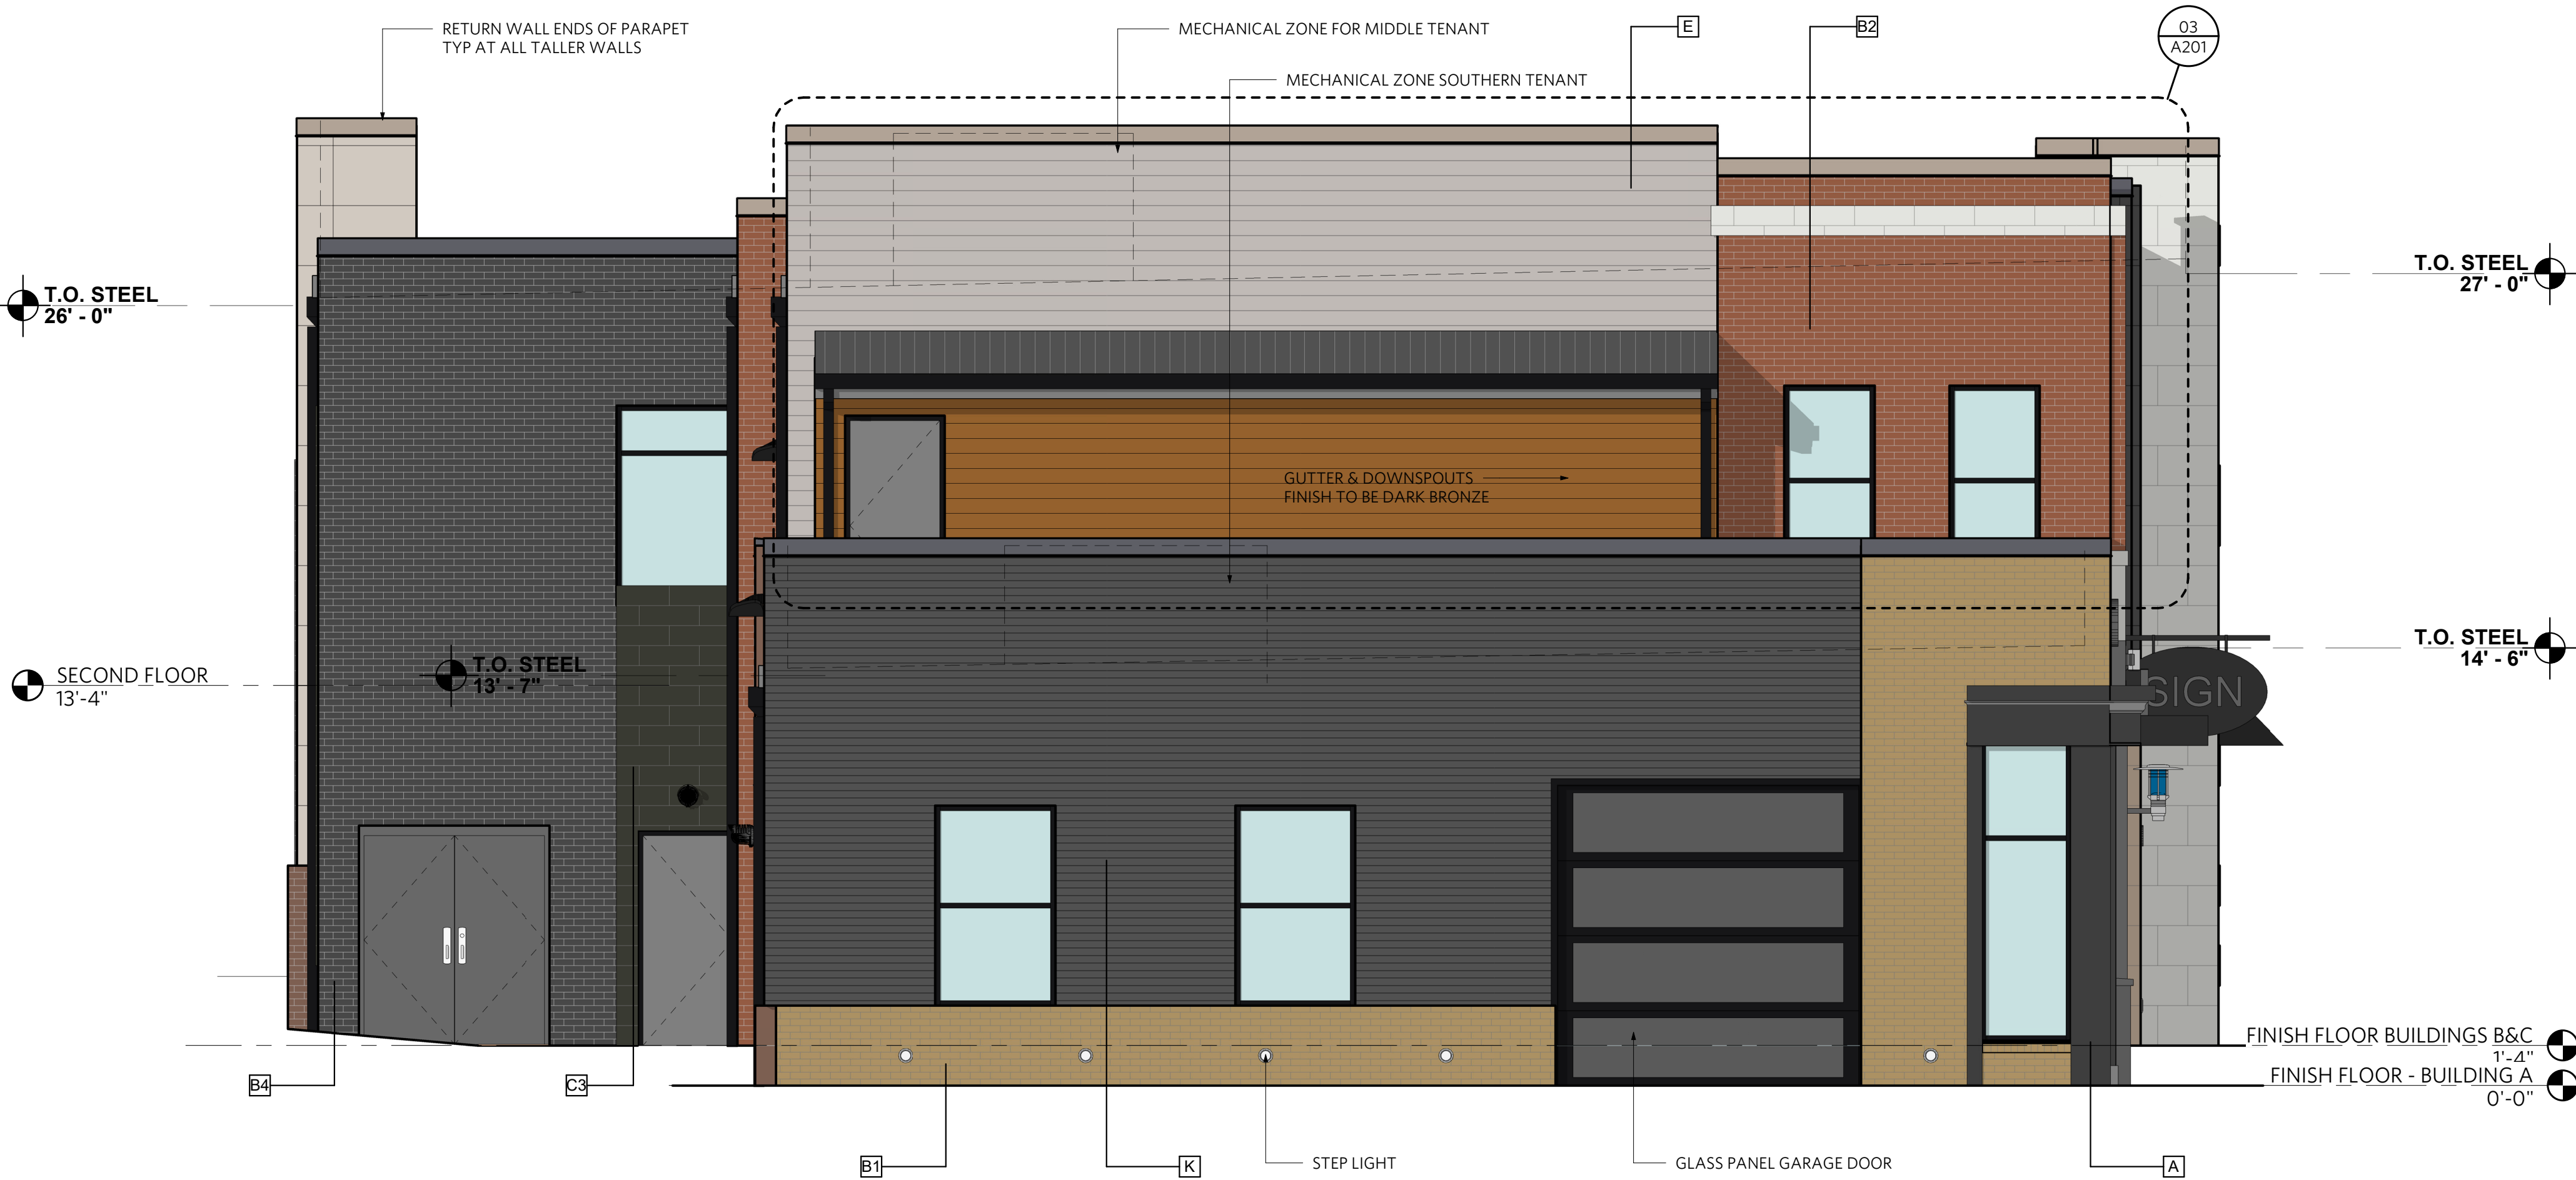 RETURN WALL ENDS OF PARAPET
TYP AT ALL TALLER WALLS
MECHANICAL ZONE FOR MIDDLE TENANT
E
B2
03
A201
MECHANICAL ZONE SOUTHERN TENANT
T.O. STEEL
26' - 0"
T.O. STEEL
27' - 0"
GUTTER & DOWNSPOUTS
FINISH TO BE DARK BRONZE
T.O. STEEL
13' - 7"
SECOND FLOOR
13'-4"
T.O. STEEL
14' - 6"
SIGN
FINISH FLOOR BUILDINGS B&C
1'-4"
FINISH FLOOR - BUILDING A
0'-0"
B4
C3
B1
K
STEP LIGHT
GLASS PANEL GARAGE DOOR
A